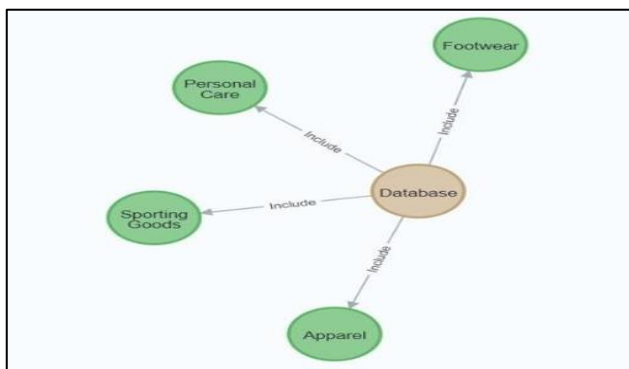 Footwear
Personal
Care
Include
Include
Database
Sporting
Goods
Include
Include
Apparel